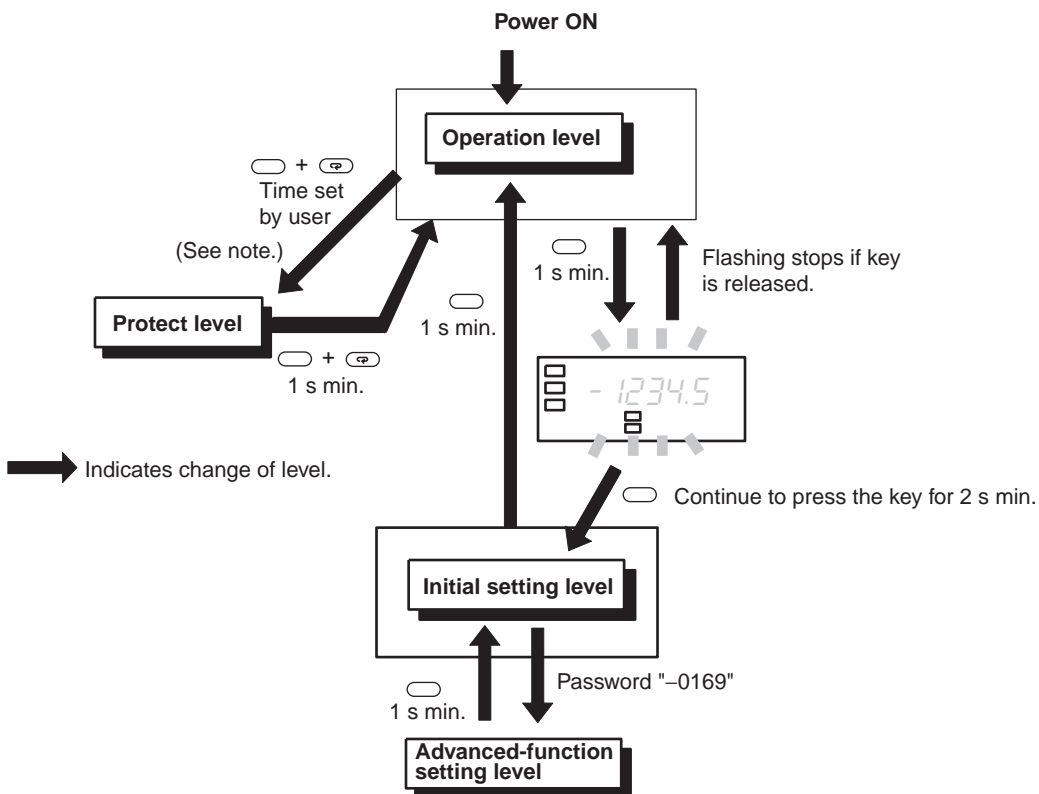 Power ON
Operation level
+
Time set
by user
(See note.)
1 s min.
Flashing stops if key
is released.
1 s min.
Protect level
+
1 s min.
-1234.5
Indicates change of level.
Continue to press the key for 2 s min.
Initial setting level
Password "–0169"
1 s min.
Advanced-function
setting level